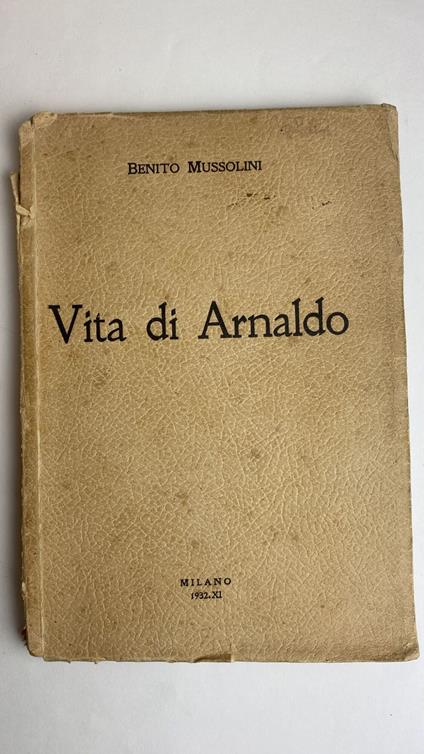 BENITO MUSSOLINI
Vita di Arnaldo
MILANO
1932.XI